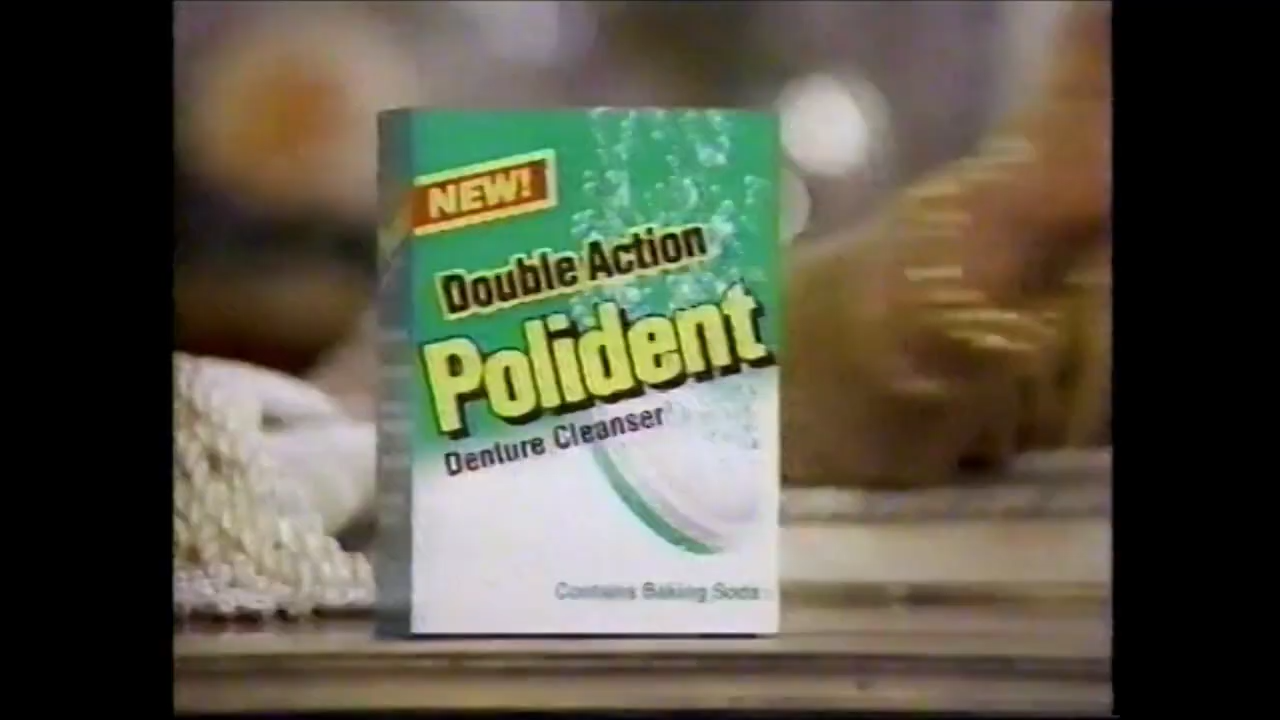 NEW!
Double Action
Polident
Denture Cleanser
Contains Baking Soda